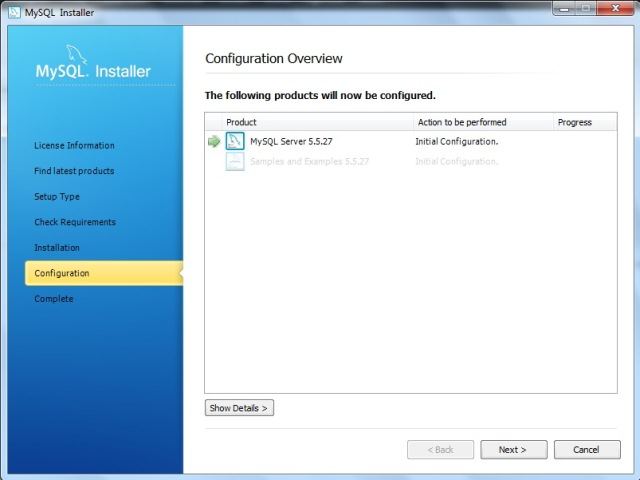 MySQL Installer
MySQL. Installer
License Information
Find latest products
Setup Type
Check Requirements
Installation
Configuration
Complete
Configuration Overview
The following products will now be configured.
Product Action to be performed Progress
MySQL Server 5.5.27 Initial Configuration.
Samples and Examples 5.5.27 Initial Configuration.
Show Details >
< Back Next > Cancel